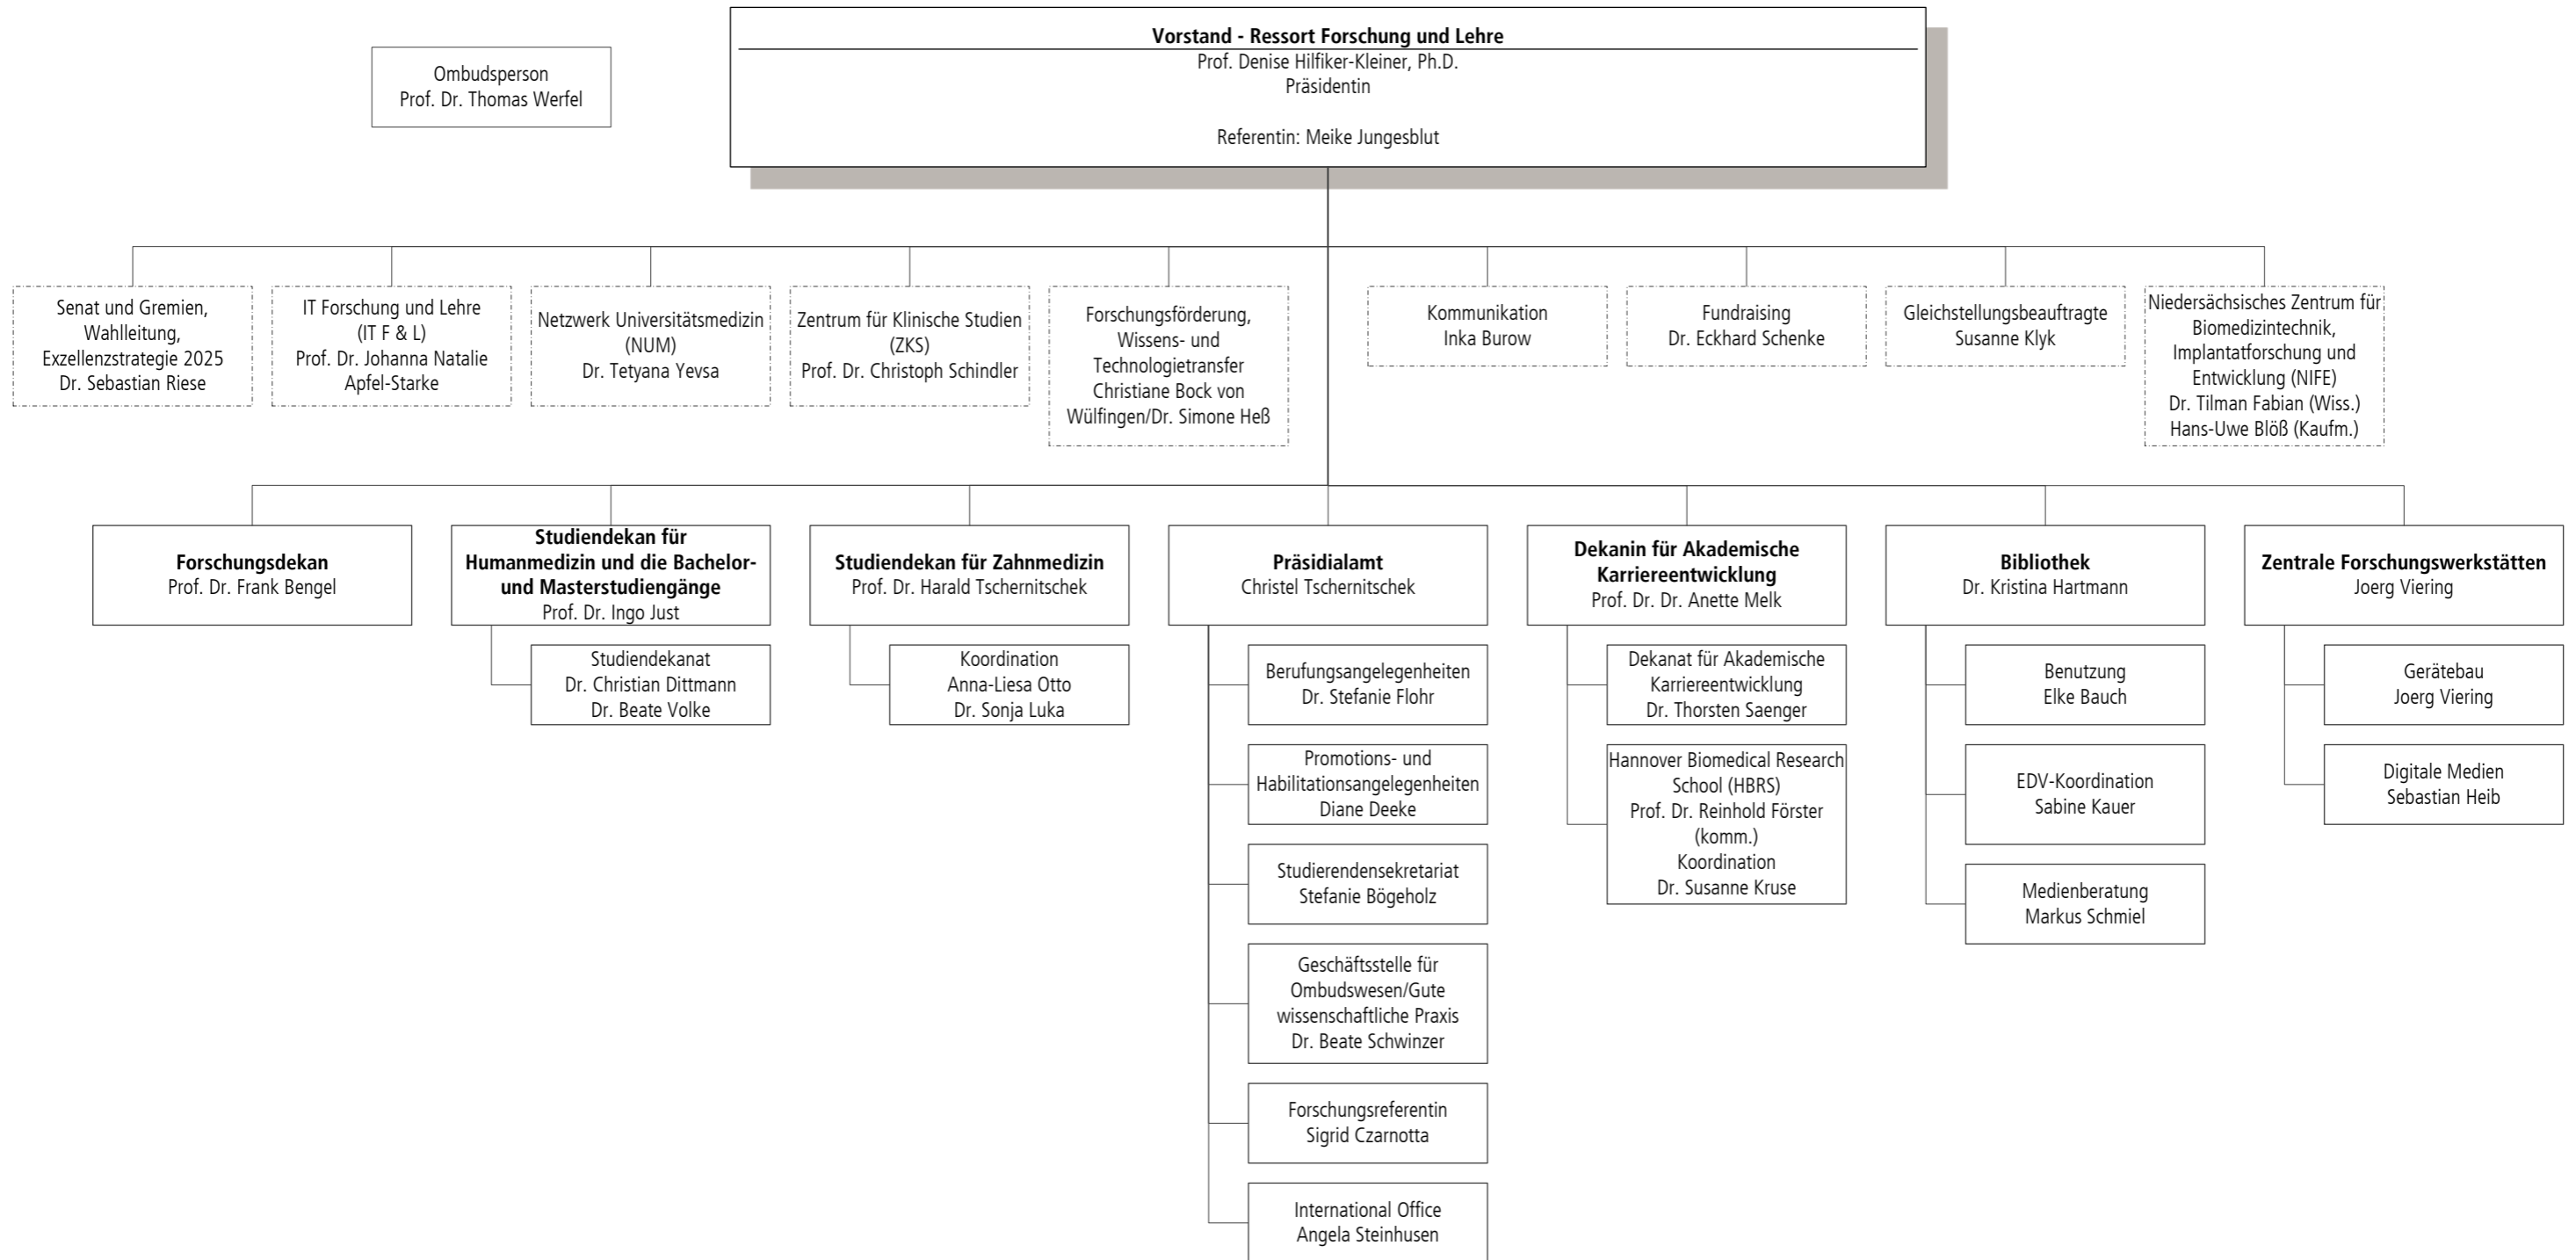 Vorstand - Ressort Forschung und Lehre
Prof. Denise Hilfiker-Kleiner, Ph.D.
Präsidentin
Referentin: Meike Jungesblut
Ombudsperson
Prof. Dr. Thomas Werfel
Senat und Gremien,
Wahlleitung,
Exzellenzstrategie 2025
Dr. Sebastian Riese
IT Forschung und Lehre
(IT F & L)
Prof. Dr. Johanna Natalie
Apfel-Starke
Netzwerk Universitätsmedizin
(NUM)
Dr. Tetyana Yevsa
Zentrum für Klinische Studien
(ZKS)
Prof. Dr. Christoph Schindler
Forschungsförderung,
Wissens- und
Technologietransfer
Christiane Bock von
Wülfingen/Dr. Simone Heß
Kommunikation
Inka Burow
Fundraising
Dr. Eckhard Schenke
Gleichstellungsbeauftragte
Susanne Klyk
Niedersächsisches Zentrum für
Biomedizintechnik,
Implantatforschung und
Entwicklung (NIFE)
Dr. Tilman Fabian (Wiss.)
Hans-Uwe Blöß (Kaufm.)
Forschungsdekan
Prof. Dr. Frank Bengel
Studiendekan für
Humanmedizin und die Bachelor-
und Masterstudiengänge
Prof. Dr. Ingo Just
Studiendekanat
Dr. Christian Dittmann
Dr. Beate Volke
Studiendekan für Zahnmedizin
Prof. Dr. Harald Tschernitschek
Koordination
Anna-Liesa Otto
Dr. Sonja Luka
Präsidialamt
Christel Tschernitschek
Berufungsangelegenheiten
Dr. Stefanie Flohr
Promotions- und
Habilitationsangelegenheiten
Diane Deeke
Studierendensekretariat
Stefanie Bögeholz
Geschäftsstelle für
Ombudswesen/Gute
wissenschaftliche Praxis
Dr. Beate Schwinzer
Forschungsreferentin
Sigrid Czarnotta
International Office
Angela Steinhusen
Dekanin für Akademische
Karriereentwicklung
Prof. Dr. Dr. Anette Melk
Dekanat für Akademische
Karriereentwicklung
Dr. Thorsten Saenger
Hannover Biomedical Research
School (HBRS)
Prof. Dr. Reinhold Förster
(komm.)
Koordination
Dr. Susanne Kruse
Bibliothek
Dr. Kristina Hartmann
Benutzung
Elke Bauch
EDV-Koordination
Sabine Kauer
Medienberatung
Markus Schmiel
Zentrale Forschungswerkstätten
Joerg Viering
Gerätebau
Joerg Viering
Digitale Medien
Sebastian Heib